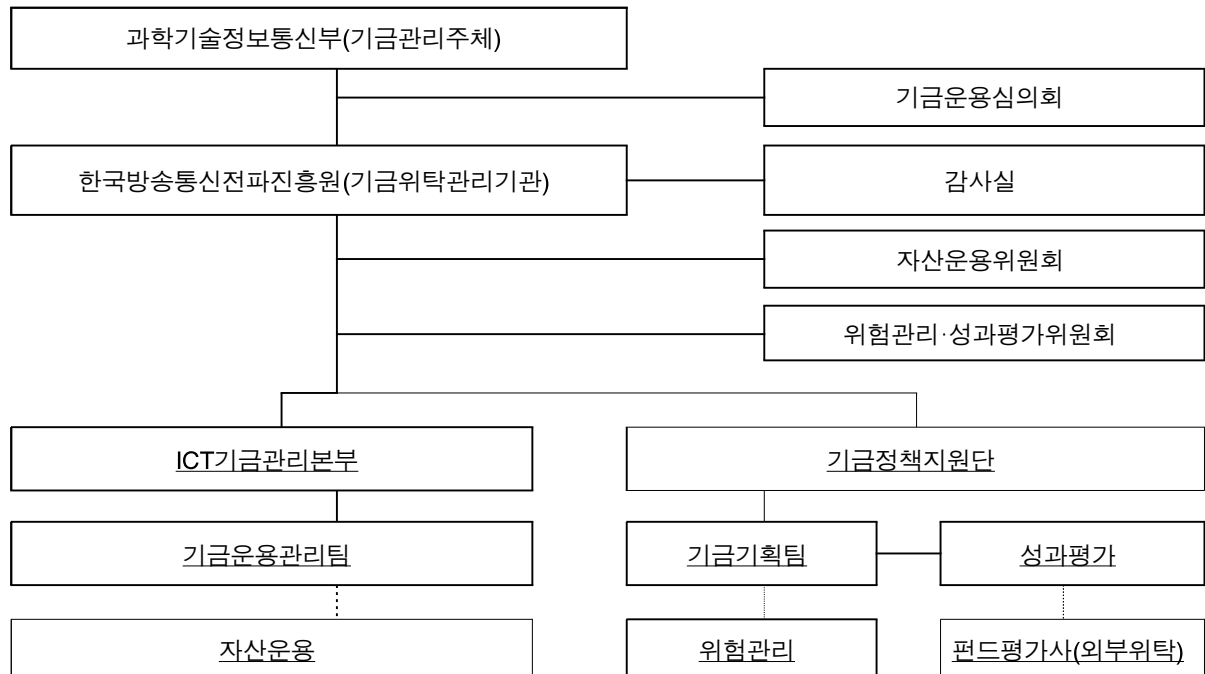 과학기술정보통신부(기금관리주체)
기금운용심의회
한국방송통신전파진흥원(기금위탁관리기관)
감사실
자산운용위원회
위험관리·성과평가위원회
ICT기금관리본부
기금정책지원단
기금운용관리팀
기금기획팀
성과평가
자산운용
위험관리
펀드평가사(외부위탁)